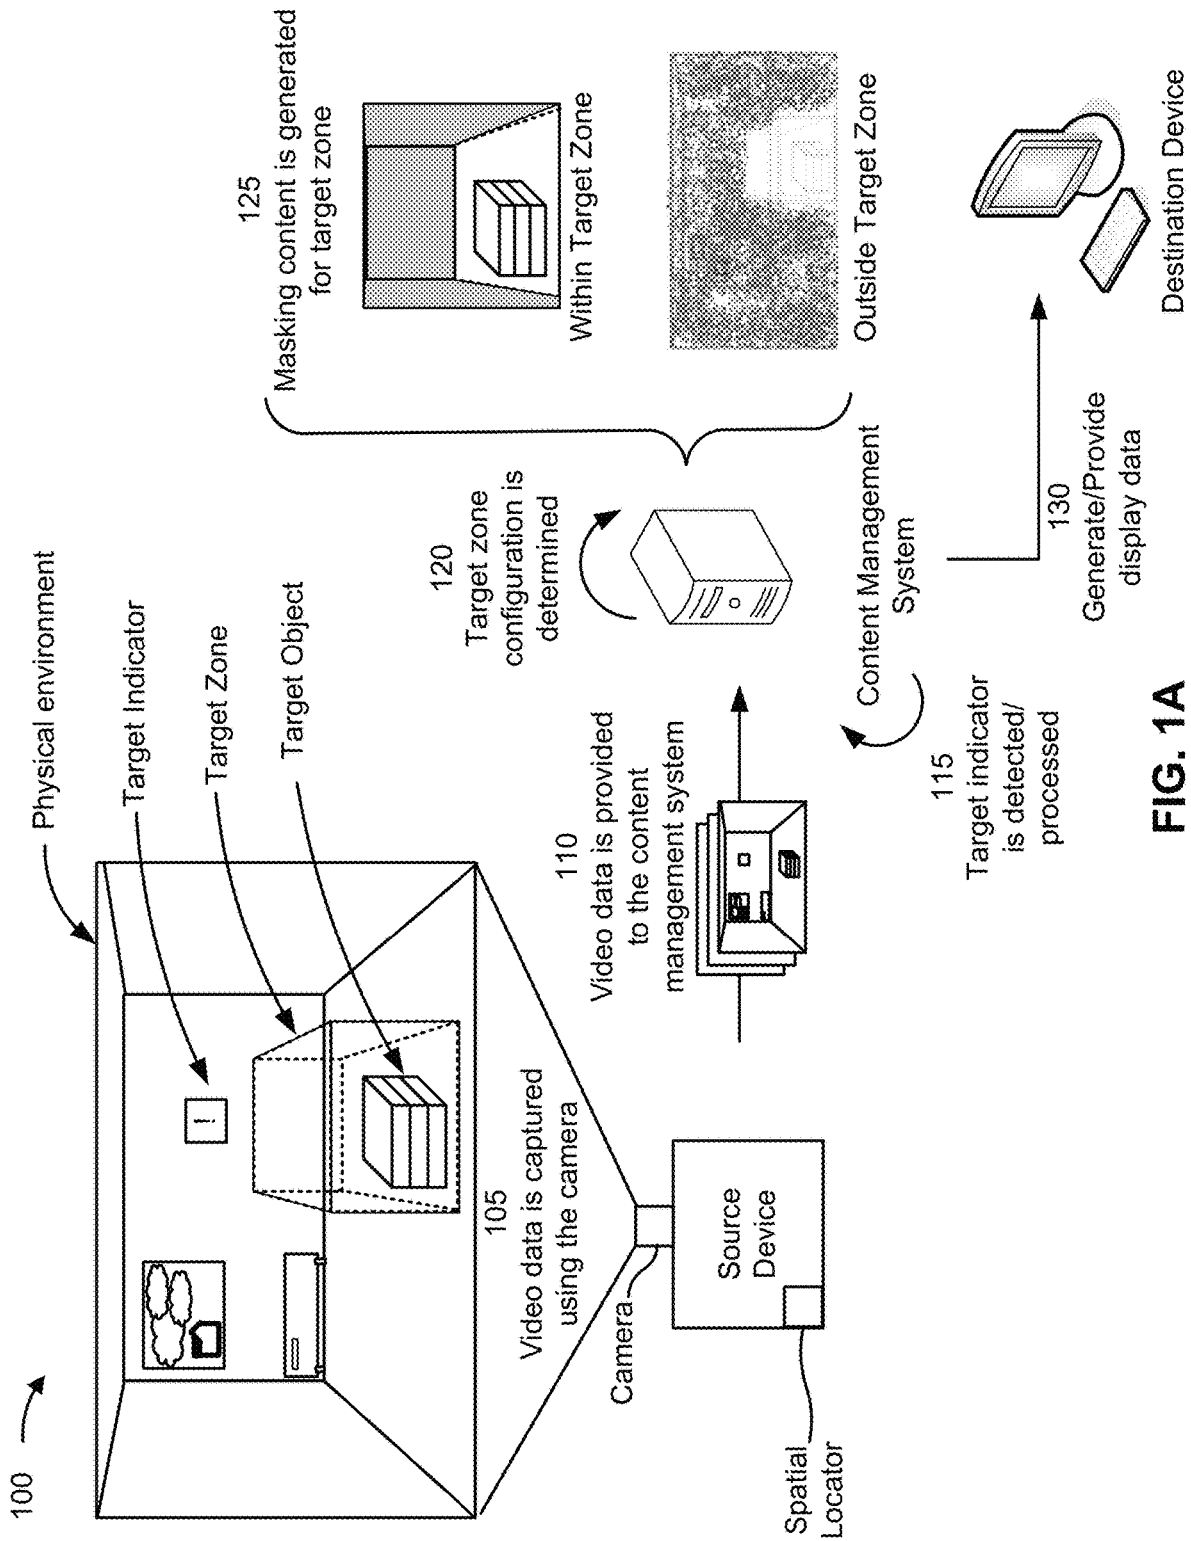 100
Physical environment
Target Indicator
Target Zone
Target Object
!
105
Video data is captured
using the camera
Camera
Source
Device
Spatial
Locator
110
Video data is provided
to the content
management system
115
Target indicator
is detected/
processed
120
Target zone
configuration is
determined
Content Management
System
125
Masking content is generated
for target zone
Within Target Zone
Outside Target Zone
130
Generate/Provide
display data
Destination Device
FIG. 1A